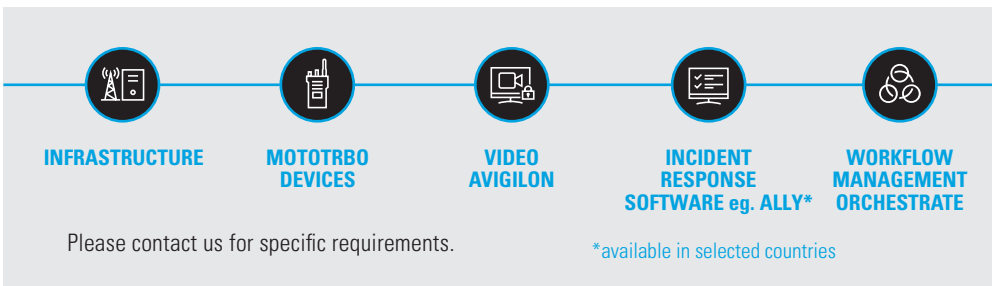 INFRASTRUCTURE
MOTOTRBO
DEVICES
VIDEO
AVIGILON
INCIDENT
RESPONSE
SOFTWARE eg. ALLY*
WORKFLOW
MANAGEMENT
ORCHESTRATE
Please contact us for specific requirements.
*available in selected countries